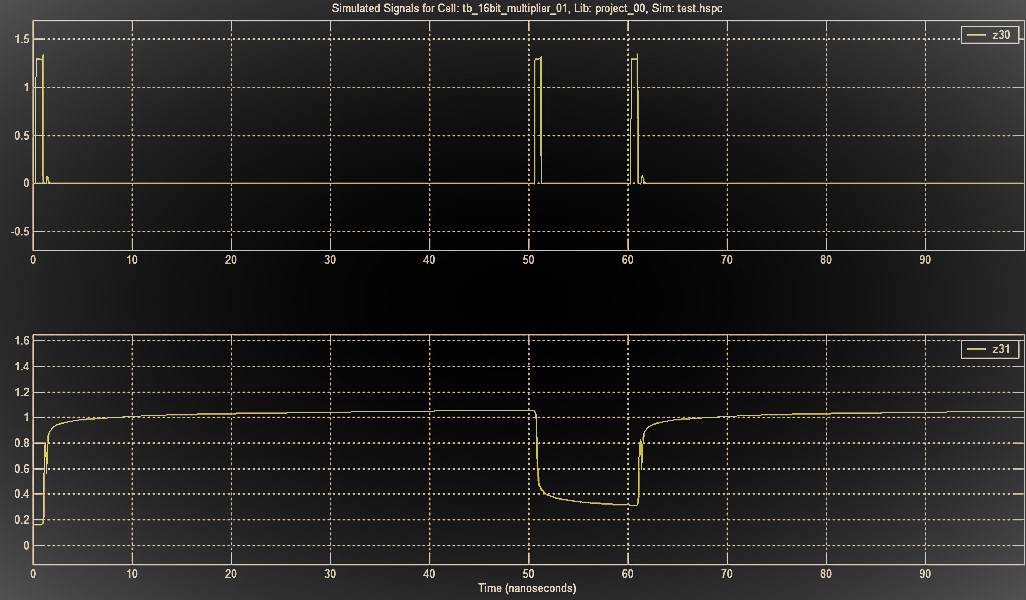 Simulated Signals for Cell: tb_16bit_multiplier_01, Lib: project_00, Sim: test.hspc
z30
1.5
1
0.5
0
-0.5
0 10 20 30 40 50 60 70 80 90
z31
1.6
1.4
1.2
1
0.8
0.6
0.4
0.2
0
0 10 20 30 40 50 60 70 80 90
Time (nanoseconds)